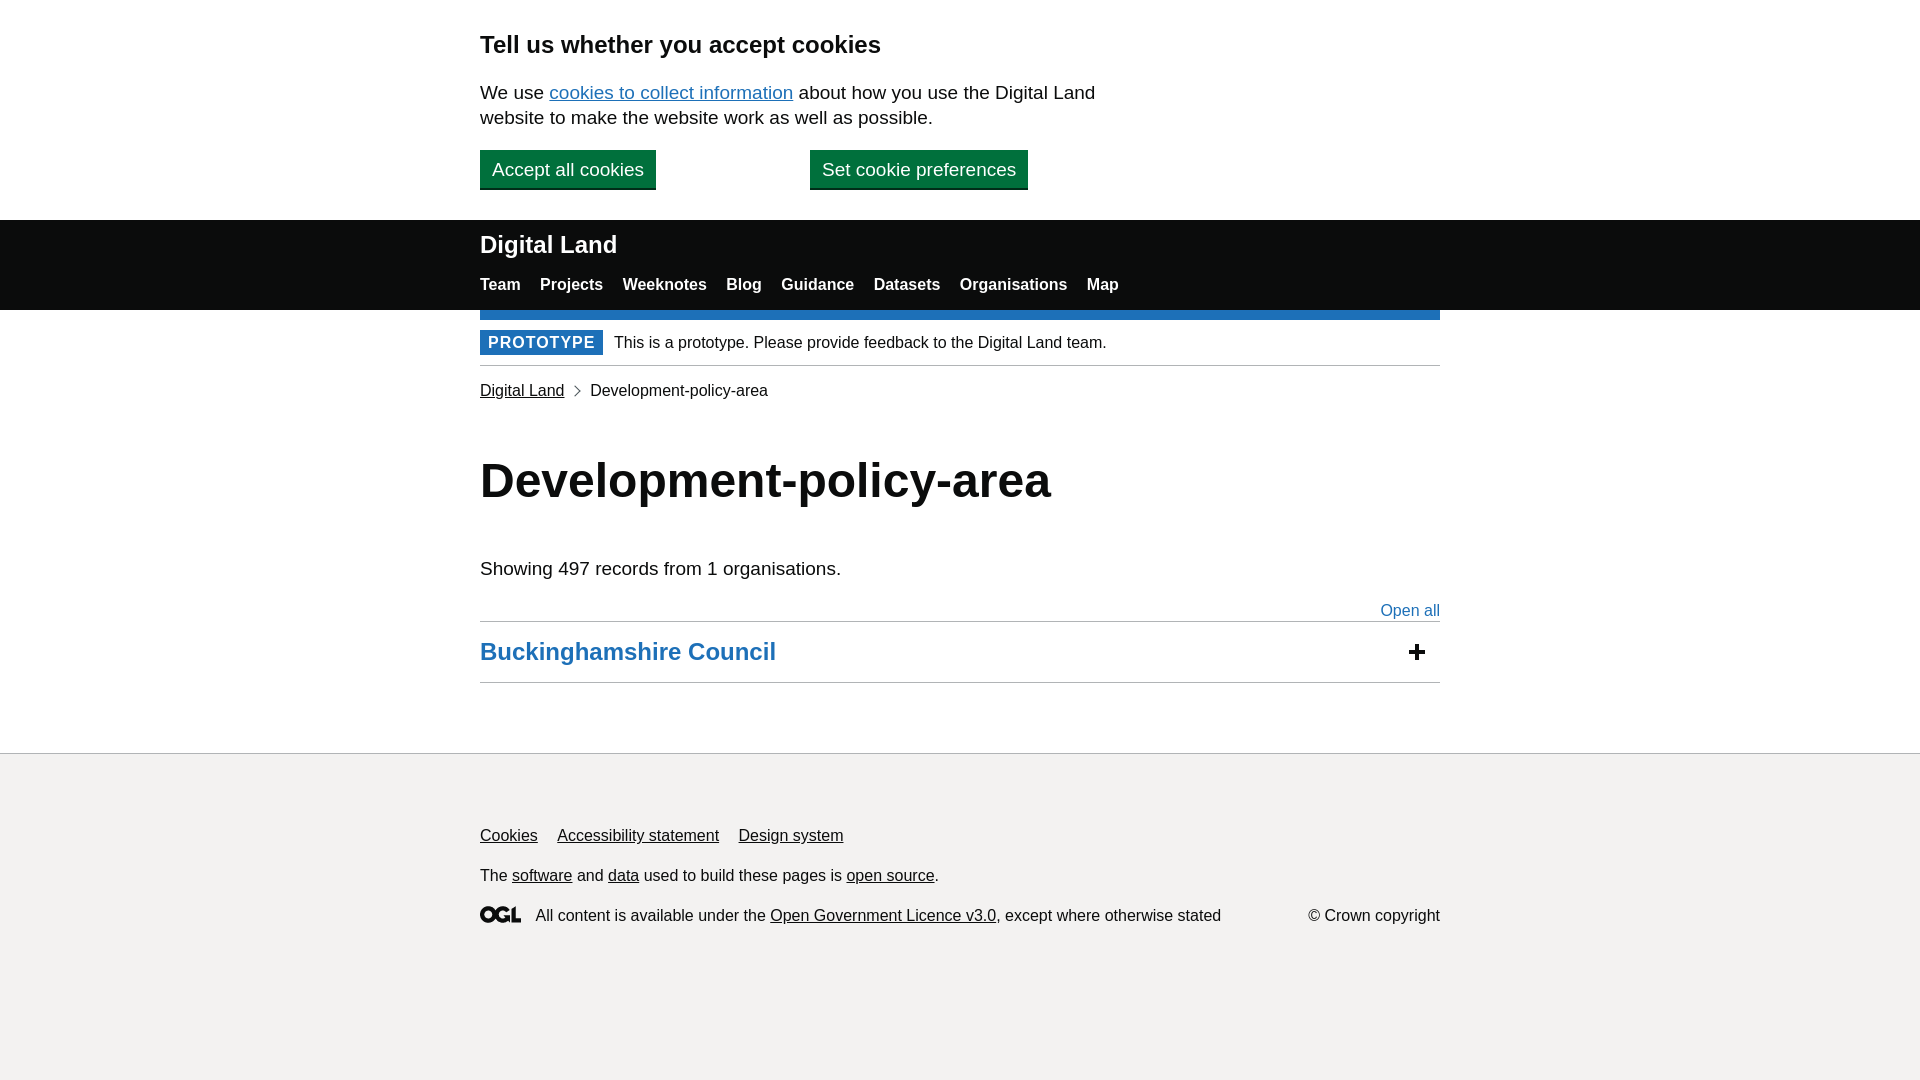 Tell us whether you accept cookies
We use cookies to collect information about how you use the Digital Land
website to make the website work as well as possible.
Accept all cookies
Set cookie preferences
Digital Land
Team Projects Weeknotes Blog Guidance Datasets Organisations Map
PROTOTYPE This is a prototype. Please provide feedback to the Digital Land team.
Digital Land Development-policy-area
Development-policy-area
Showing 497 records from 1 organisations.
Open all
Buckinghamshire Council
Cookies Accessibility statement Design system
The software and data used to build these pages is open source.
OGL All content is available under the Open Government Licence v3.0, except where otherwise stated
© Crown copyright